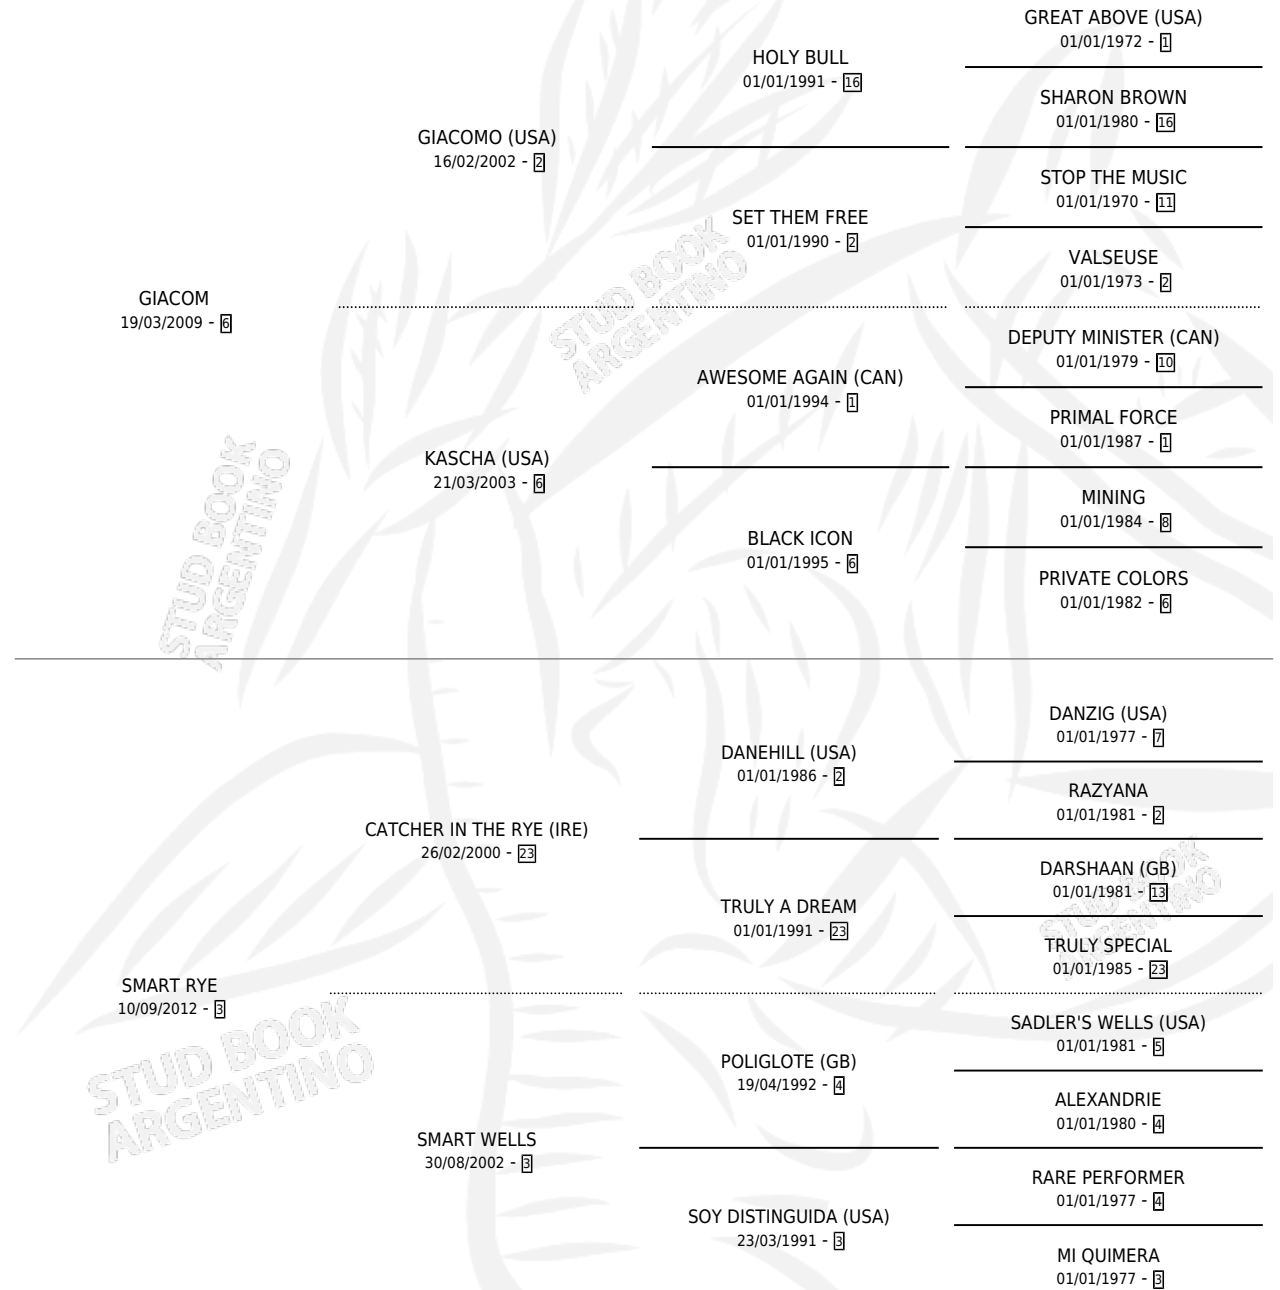 GREAT ABOVE (USA)
01/01/1972 - 1
HOLY BULL
01/01/1991 - 16
SHARON BROWN
01/01/1980 - 16
GIACOMO (USA)
16/02/2002 - 2
STOP THE MUSIC
01/01/1970 - 11
SET THEM FREE
01/01/1990 - 2
VALSEUSE
01/01/1973 - 2
GIACOM
19/03/2009 - 6
STUD BOOK
ARGENTINO
DEPUTY MINISTER (CAN)
01/01/1979 - 10
AWESOME AGAIN (CAN)
01/01/1994 - 1
PRIMAL FORCE
01/01/1987 - 1
KASCHA (USA)
21/03/2003 - 6
MINING
01/01/1984 - 8
BLACK ICON
01/01/1995 - 6
PRIVATE COLORS
01/01/1982 - 6
STUD BOOK
ARGENTINO
DANZIG (USA)
01/01/1977 - 7
DANEHILL (USA)
01/01/1986 - 2
RAZYANA
01/01/1981 - 2
CATCHER IN THE RYE (IRE)
26/02/2000 - 23
DARSHAAN (GB)
01/01/1981 - 13
TRULY A DREAM
01/01/1991 - 23
STUD BOOK
ARGENTINO
TRULY SPECIAL
01/01/1985 - 23
SMART RYE
10/09/2012 - 3
SADLER'S WELLS (USA)
01/01/1981 - 5
POLIGLOTE (GB)
19/04/1992 - 4
STUD BOOK
ARGENTINO
ALEXANDRIE
01/01/1980 - 4
SMART WELLS
30/08/2002 - 3
RARE PERFORMER
01/01/1977 - 4
SOY DISTINGUIDA (USA)
23/03/1991 - 3
MI QUIMERA
01/01/1977 - 3